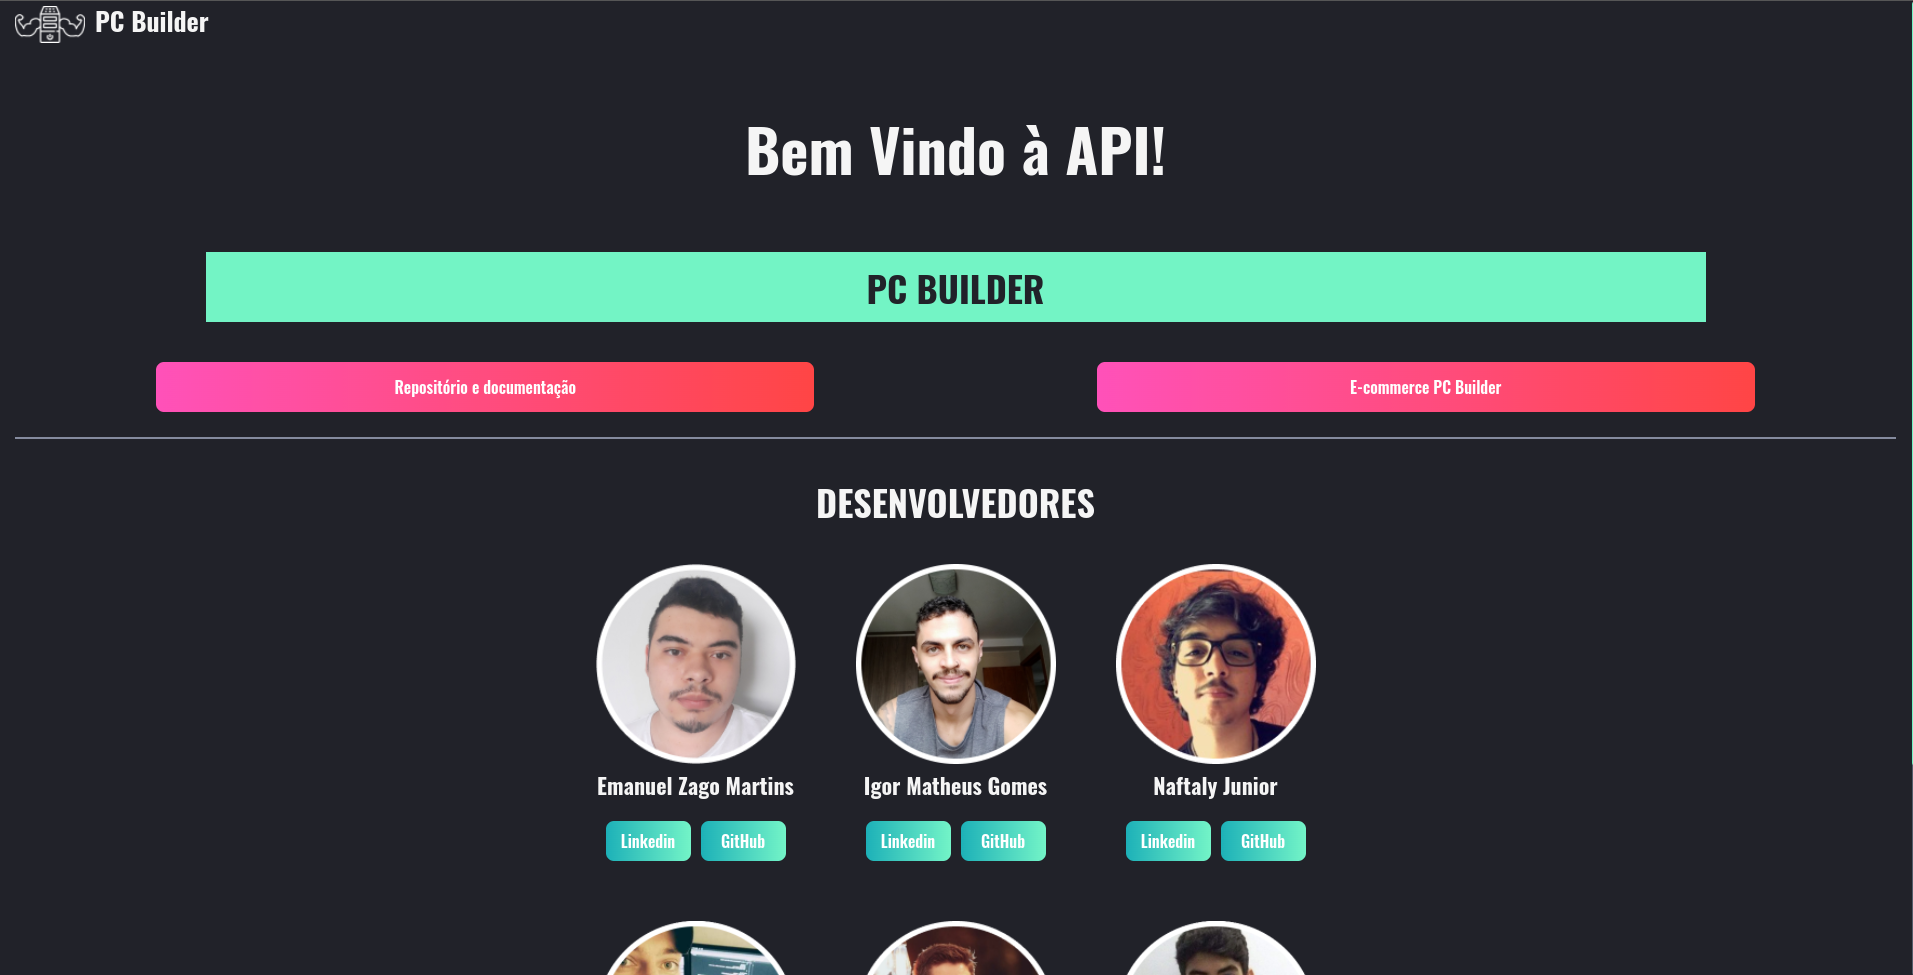 PC Builder
Bem Vindo à API!
PC BUILDER
Repositório e documentação
E-commerce PC Builder
DESENVOLVEDORES
Emanuel Zago Martins
Igor Matheus Gomes
Naftaly Junior
Linkedin
GitHub
Linkedin
GitHub
Linkedin
GitHub